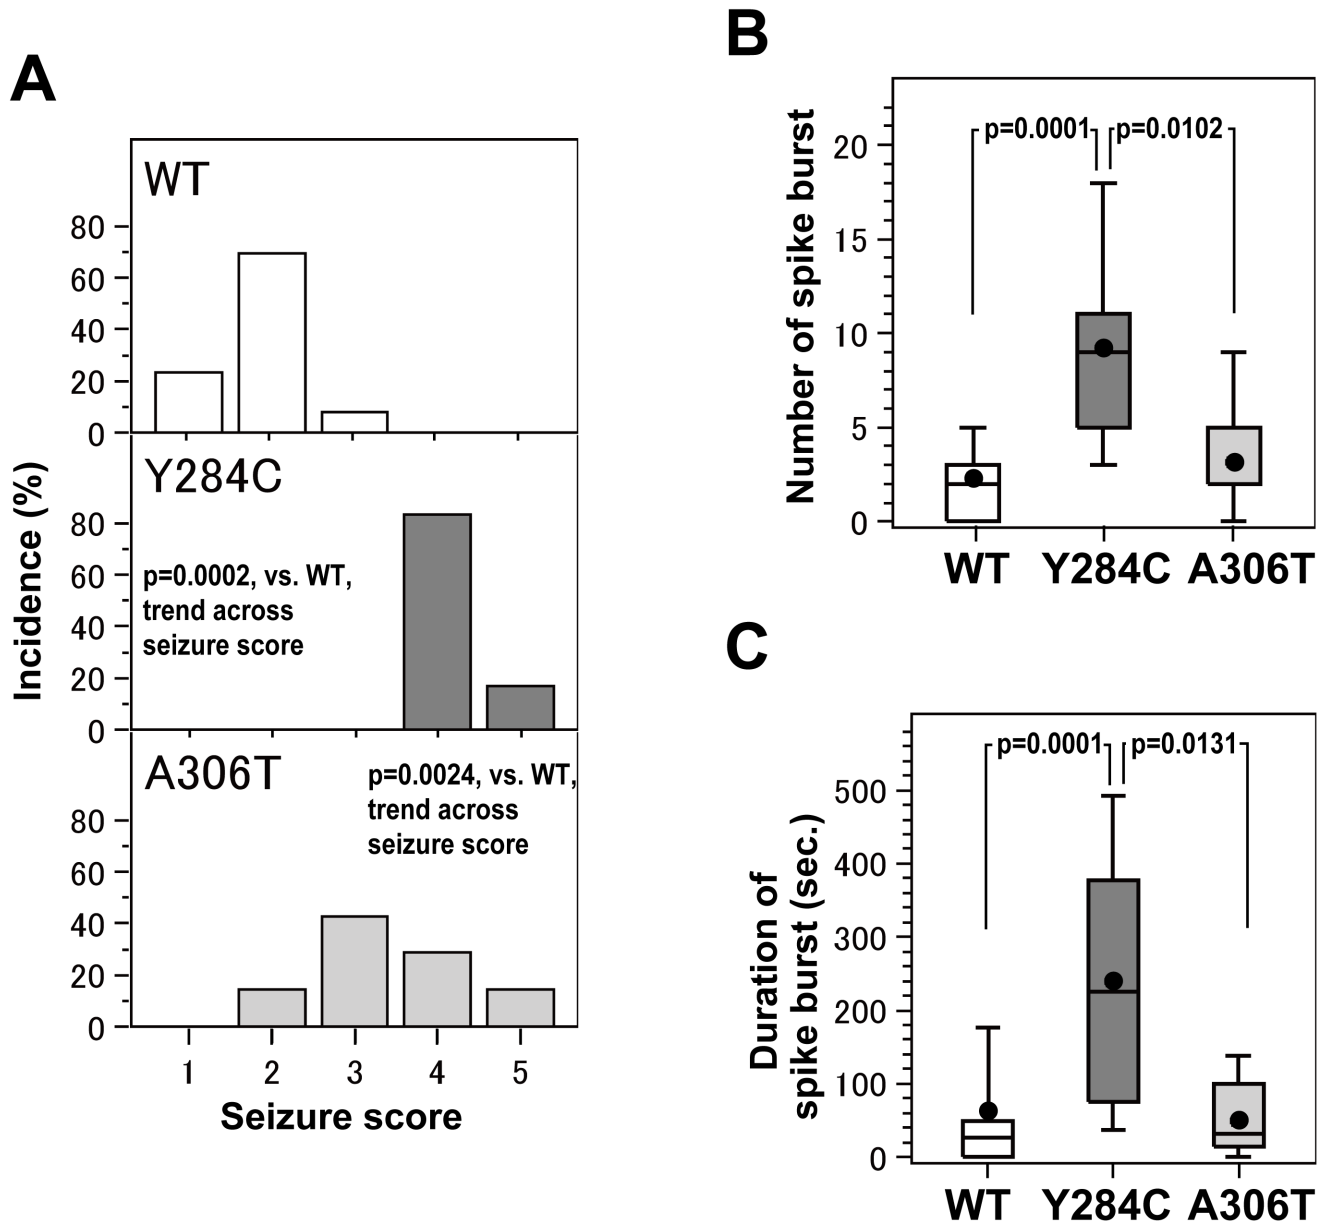 A
Incidence (%)
WT
80
60
40
20
0
Y284C
p=0.0002, vs. WT,
trend across
seizure score
80
60
40
20
0
A306T
p=0.0024, vs. WT,
trend across
seizure score
80
60
40
20
0
1 2 3 4 5
Seizure score
B
Number of spike burst
p=0.0001 p=0.0102
20
15
10
5
0
WT Y284C A306T
C
Duration of
spike burst (sec.)
p=0.0001 p=0.0131
500
400
300
200
100
0
WT Y284C A306T